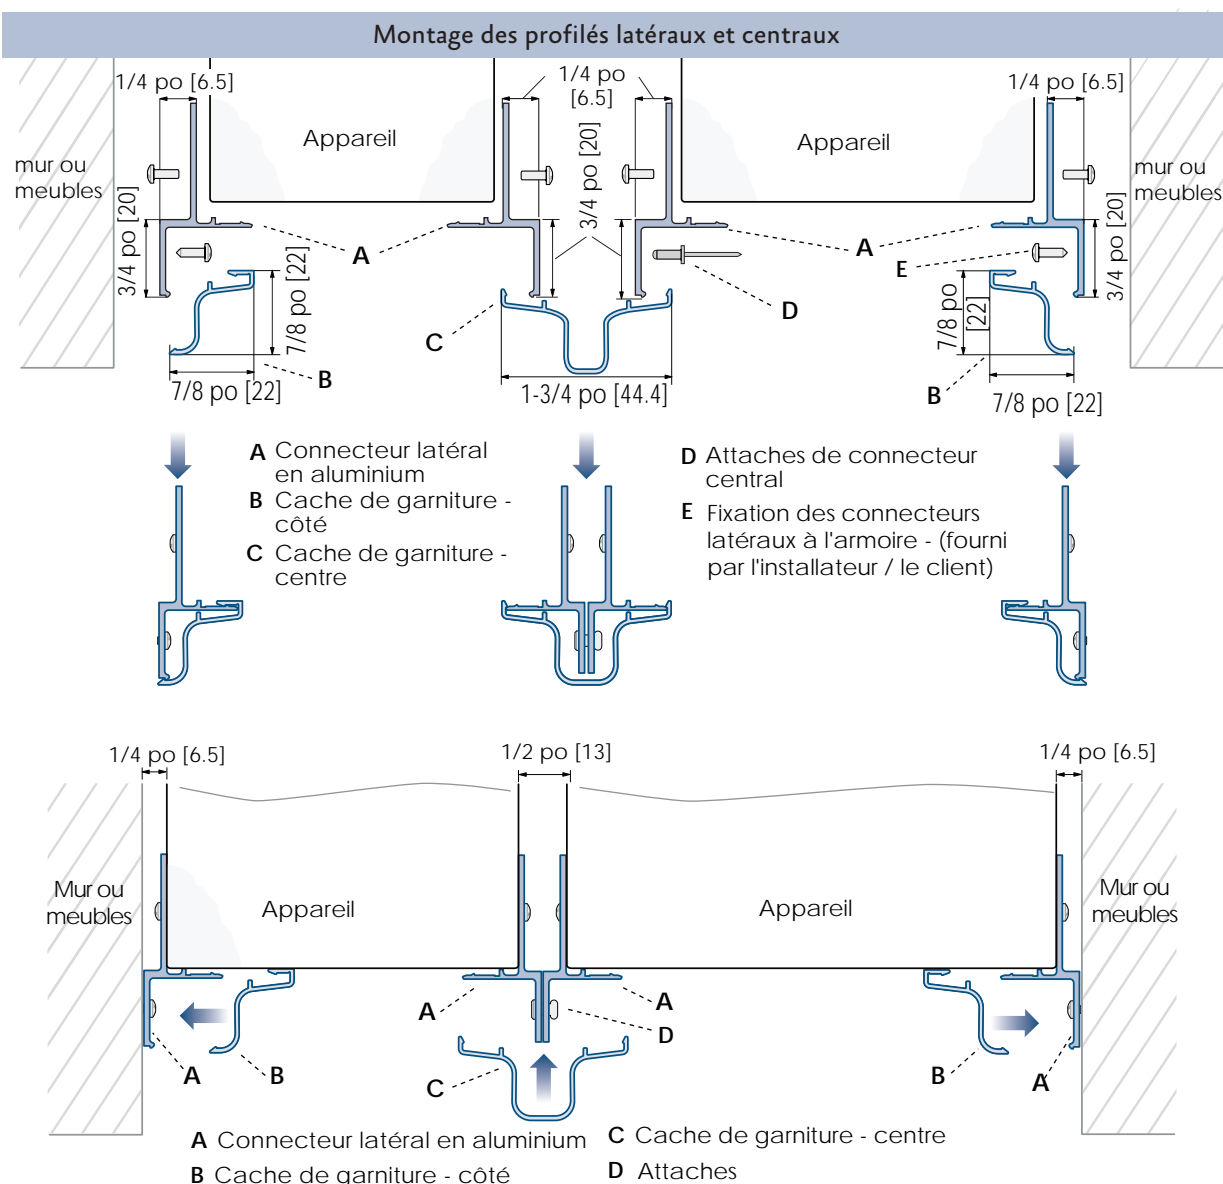 Montage des profilés latéraux et centraux
1/4 po [6.5]
1/4 po
[6.5]
1/4 po [6.5]
Appareil
Appareil
mur ou
meubles
mur ou
meubles
3/4 po [20]
3/4 po [20]
3/4 po [20]
A
A
E
D
C
B
B
7/8 po [22]
7/8 po [22]
1-3/4 po [44.4]
7/8 po
[22]
7/8 po [22]
A Connecteur latéral
en aluminium
B Cache de garniture -
côté
C Cache de garniture -
centre
D Attaches de connecteur
central
E Fixation des connecteurs
latéraux à l'armoire - (fourni
par l'installateur / le client)
1/4 po [6.5]
1/2 po [13]
1/4 po [6.5]
Mur ou
meubles
Appareil
Appareil
Mur ou
meubles
A
A
D
A
B
C
B
A
A Connecteur latéral en aluminium
B Cache de garniture - côté
C Cache de garniture - centre
D Attaches